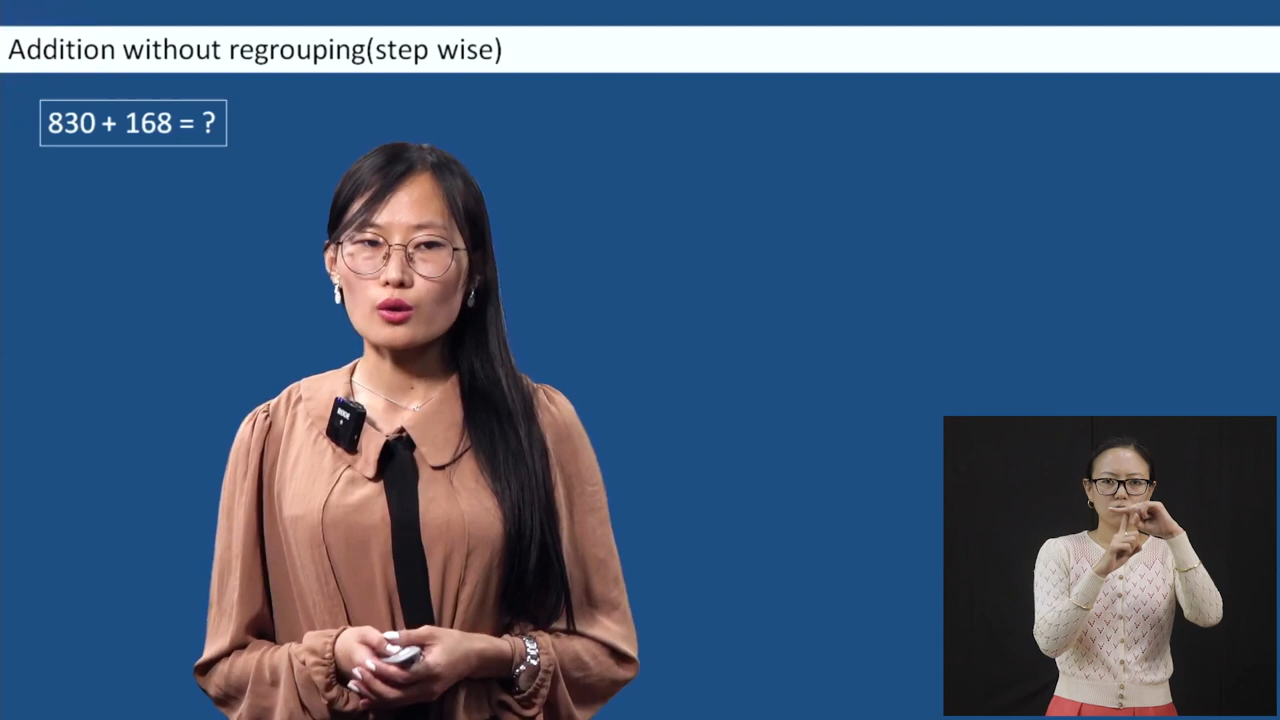 Addition without regrouping(step wise)
830 + 168 = ?